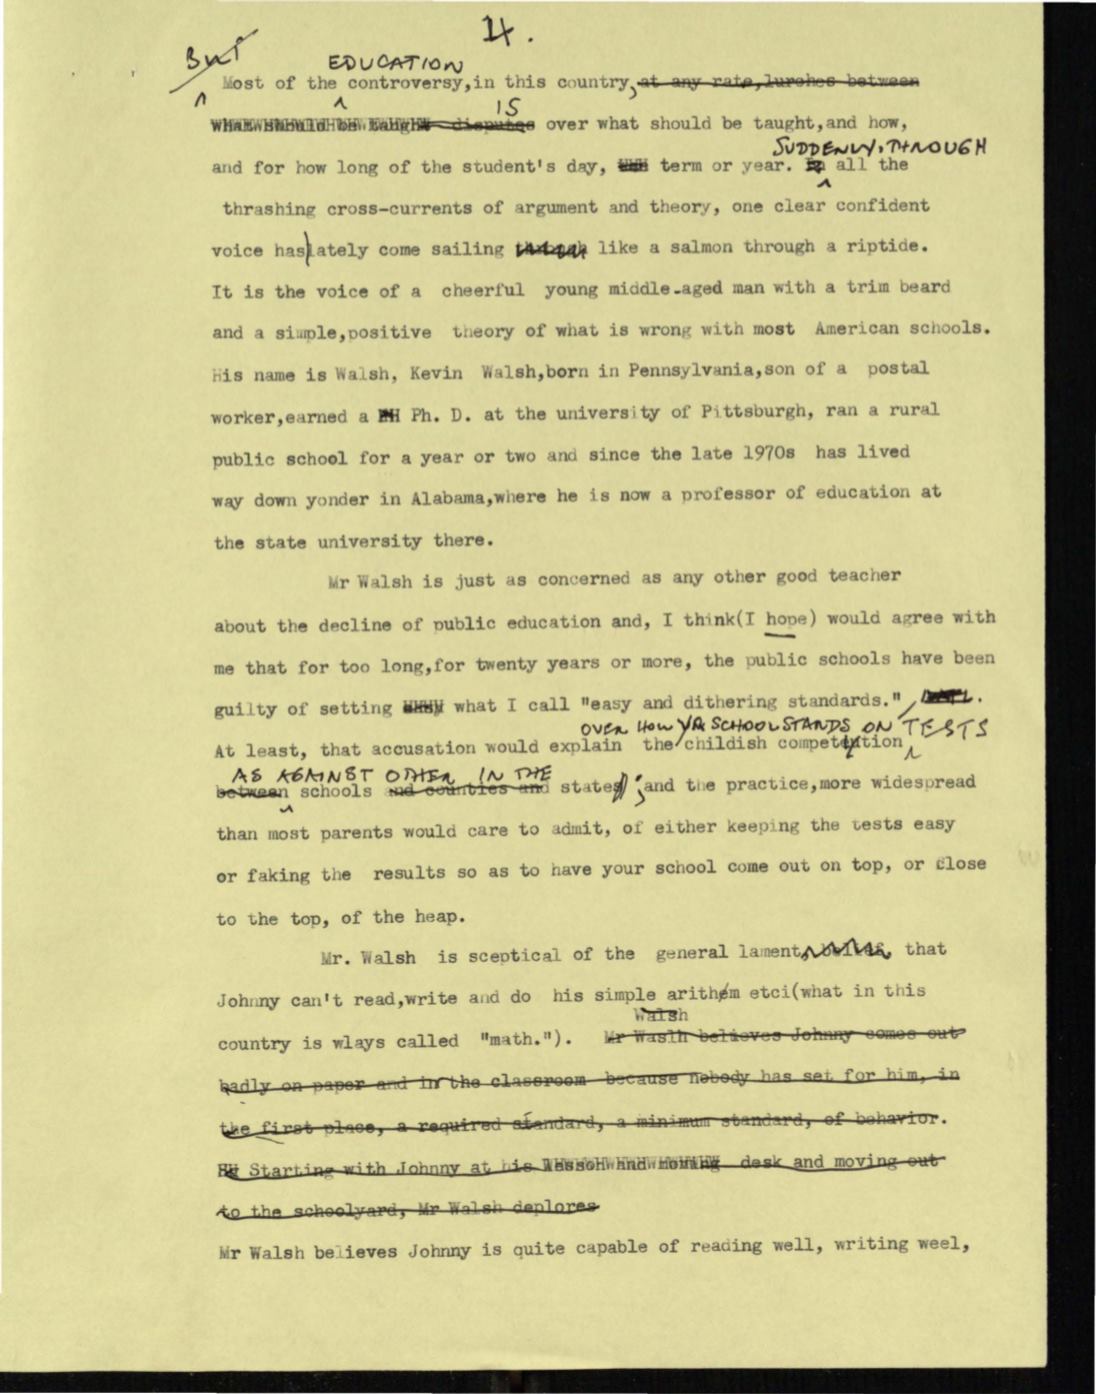 4.
BUT
EDUCATION
Most of the controversy,in this country, at any rate,lurches between
IS
what should be taught disputes over what should be taught,and how,
SUDDENLY, THROUGH
and for how long of the student's day, term or year. In all the
thrashing cross-currents of argument and theory, one clear confident
voice has lately come sailing through like a salmon through a riptide.
It is the voice of a cheerful young middle-aged man with a trim beard
and a simple,positive theory of what is wrong with most American schools.
His name is Walsh, Kevin Walsh,born in Pennsylvania,son of a postal
worker,earned a PH Ph. D. at the university of Pittsburgh, ran a rural
public school for a year or two and since the late 1970s has lived
way down yonder in Alabama,where he is now a professor of education at
the state university there.
Mr Walsh is just as concerned as any other good teacher
about the decline of public education and, I think(I hope) would agree with
me that for too long,for twenty years or more, the public schools have been
guilty of setting what I call "easy and dithering standards."
OVER HOW YR SCHOOL STANDS ON TESTS
At least, that accusation would explain the childish competition
AS AGAINST OTHER IN THE
between schools and counties and states; and the practice,more widespread
than most parents would care to admit, of either keeping the tests easy
or faking the results so as to have your school come out on top, or close
to the top, of the heap.
Mr. Walsh is sceptical of the general lament, belief, that
Johnny can't read,write and do his simple arithm etci(what in this
Walsh
country is wlays called "math."). Mr Waslh believes Johnny comes out
badly on paper and in the classroom because nobody has set for him, in
the first place, a required standard, a minimum standard, of behavior.
Starting with Johnny at his lesson and moving desk and moving out
to the schoolyard, Mr Walsh deplores
Mr Walsh believes Johnny is quite capable of reading well, writing weel,